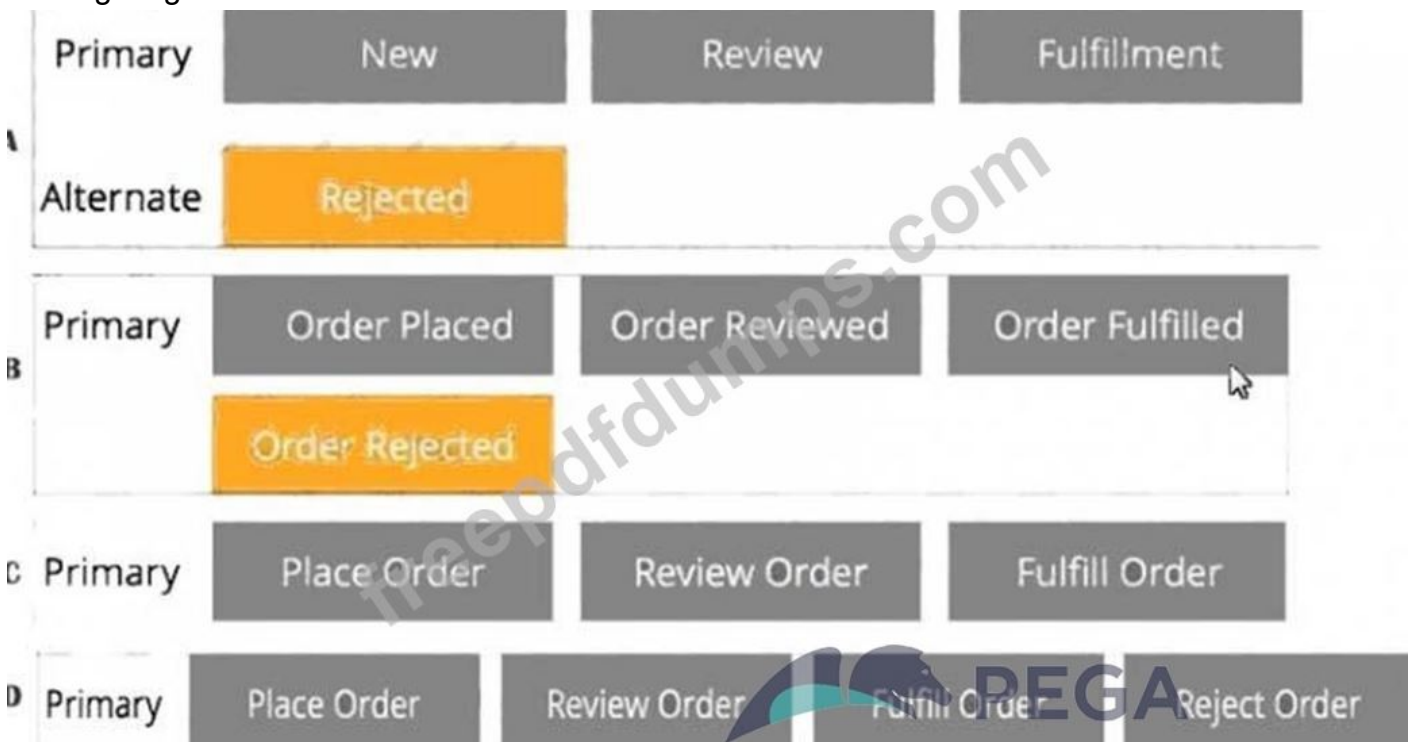 Primary New Review Fulfillment
A
Alternate Rejected
Primary Order Placed Order Reviewed Order Fulfilled
B
Order Rejected
C Primary Place Order Review Order Fulfill Order
D Primary Place Order Review Order Fulfill Order Reject Order
PEGA
freepdfdumps.com